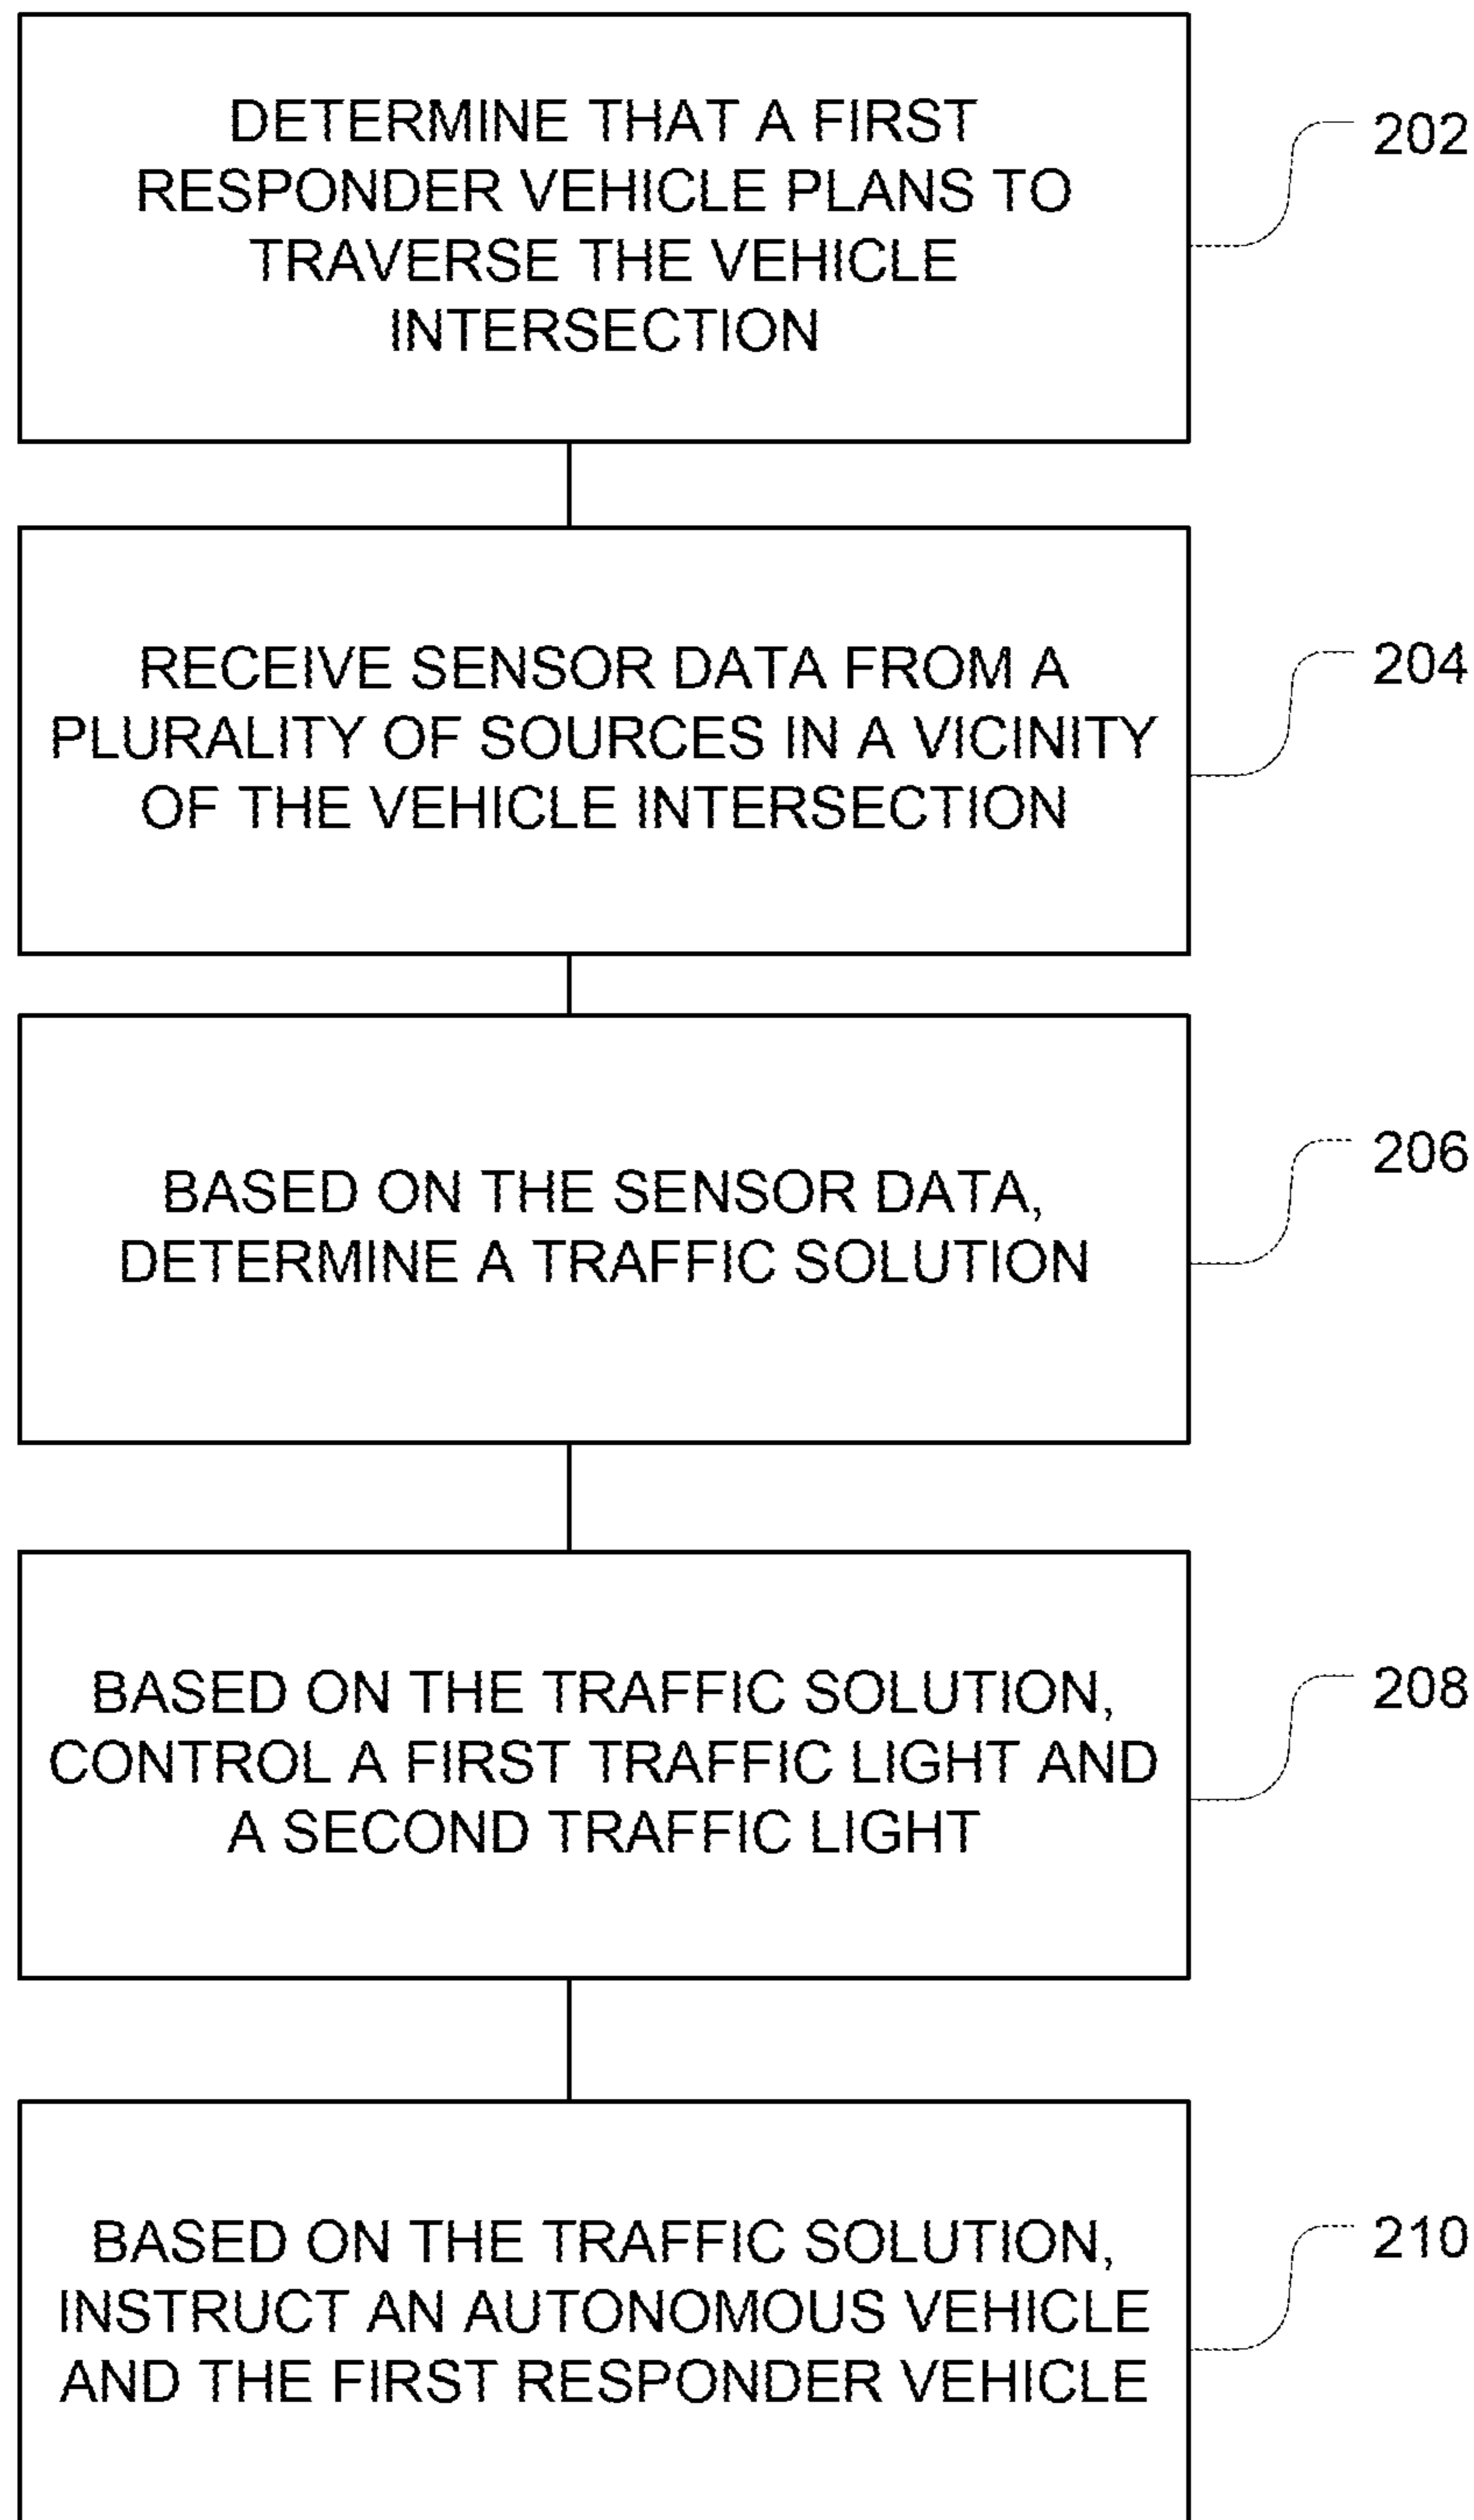 DETERMINE THAT A FIRST
RESPONDER VEHICLE PLANS TO
TRAVERSE THE VEHICLE
INTERSECTION
202
RECEIVE SENSOR DATA FROM A
PLURALITY OF SOURCES IN A VICINITY
OF THE VEHICLE INTERSECTION
204
BASED ON THE SENSOR DATA,
DETERMINE A TRAFFIC SOLUTION
206
BASED ON THE TRAFFIC SOLUTION,
CONTROL A FIRST TRAFFIC LIGHT AND
A SECOND TRAFFIC LIGHT
208
BASED ON THE TRAFFIC SOLUTION,
INSTRUCT AN AUTONOMOUS VEHICLE
AND THE FIRST RESPONDER VEHICLE
210